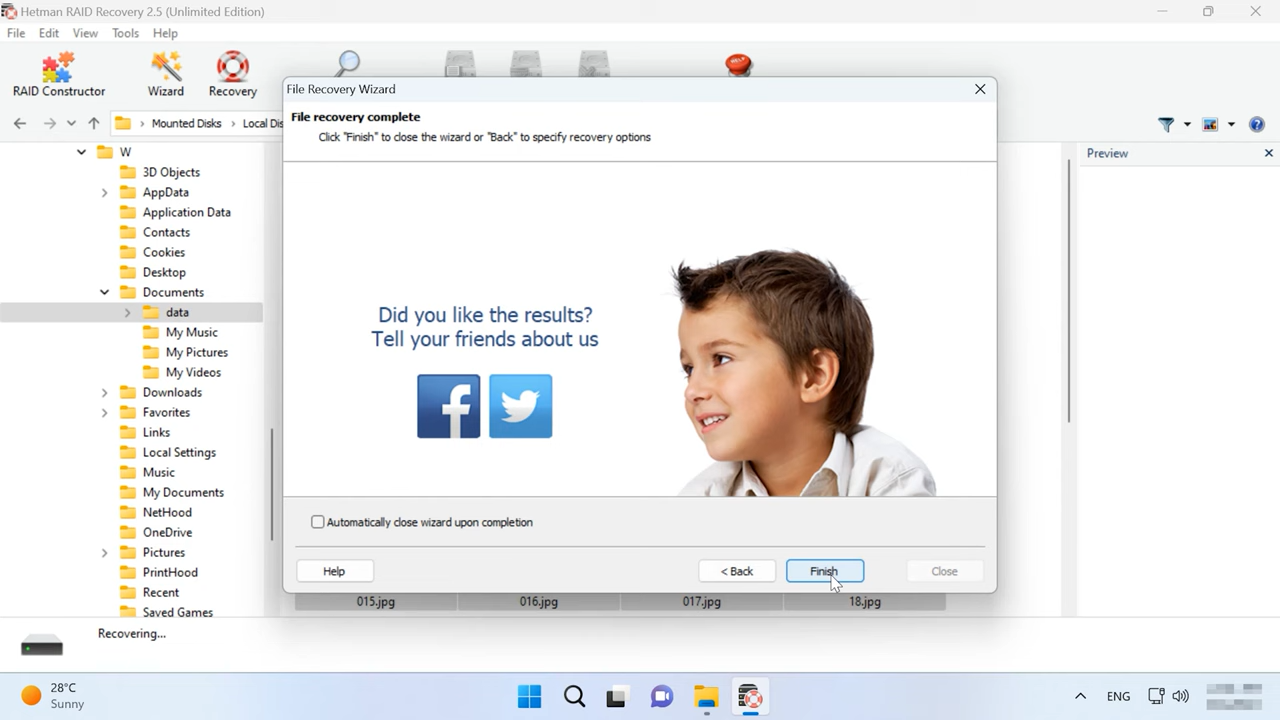 Hetman RAID Recovery 2.5 (Unlimited Edition)
File Edit View Tools Help
RAID Constructor Wizard Recovery
HELP
Mounted Disks Local Dis
File Recovery Wizard
File recovery complete
Click "Finish" to close the wizard or "Back" to specify recovery options
Preview
W
3D Objects
AppData
Application Data
Contacts
Cookies
Desktop
Documents
data
My Music
My Pictures
My Videos
Downloads
Favorites
Links
Local Settings
Music
My Documents
NetHood
OneDrive
Pictures
PrintHood
Recent
Saved Games
Did you like the results?
Tell your friends about us
Automatically close wizard upon completion
Help < Back Finish Close
015.jpg 016.jpg 017.jpg 18.jpg
Recovering...
28°C
Sunny
ENG